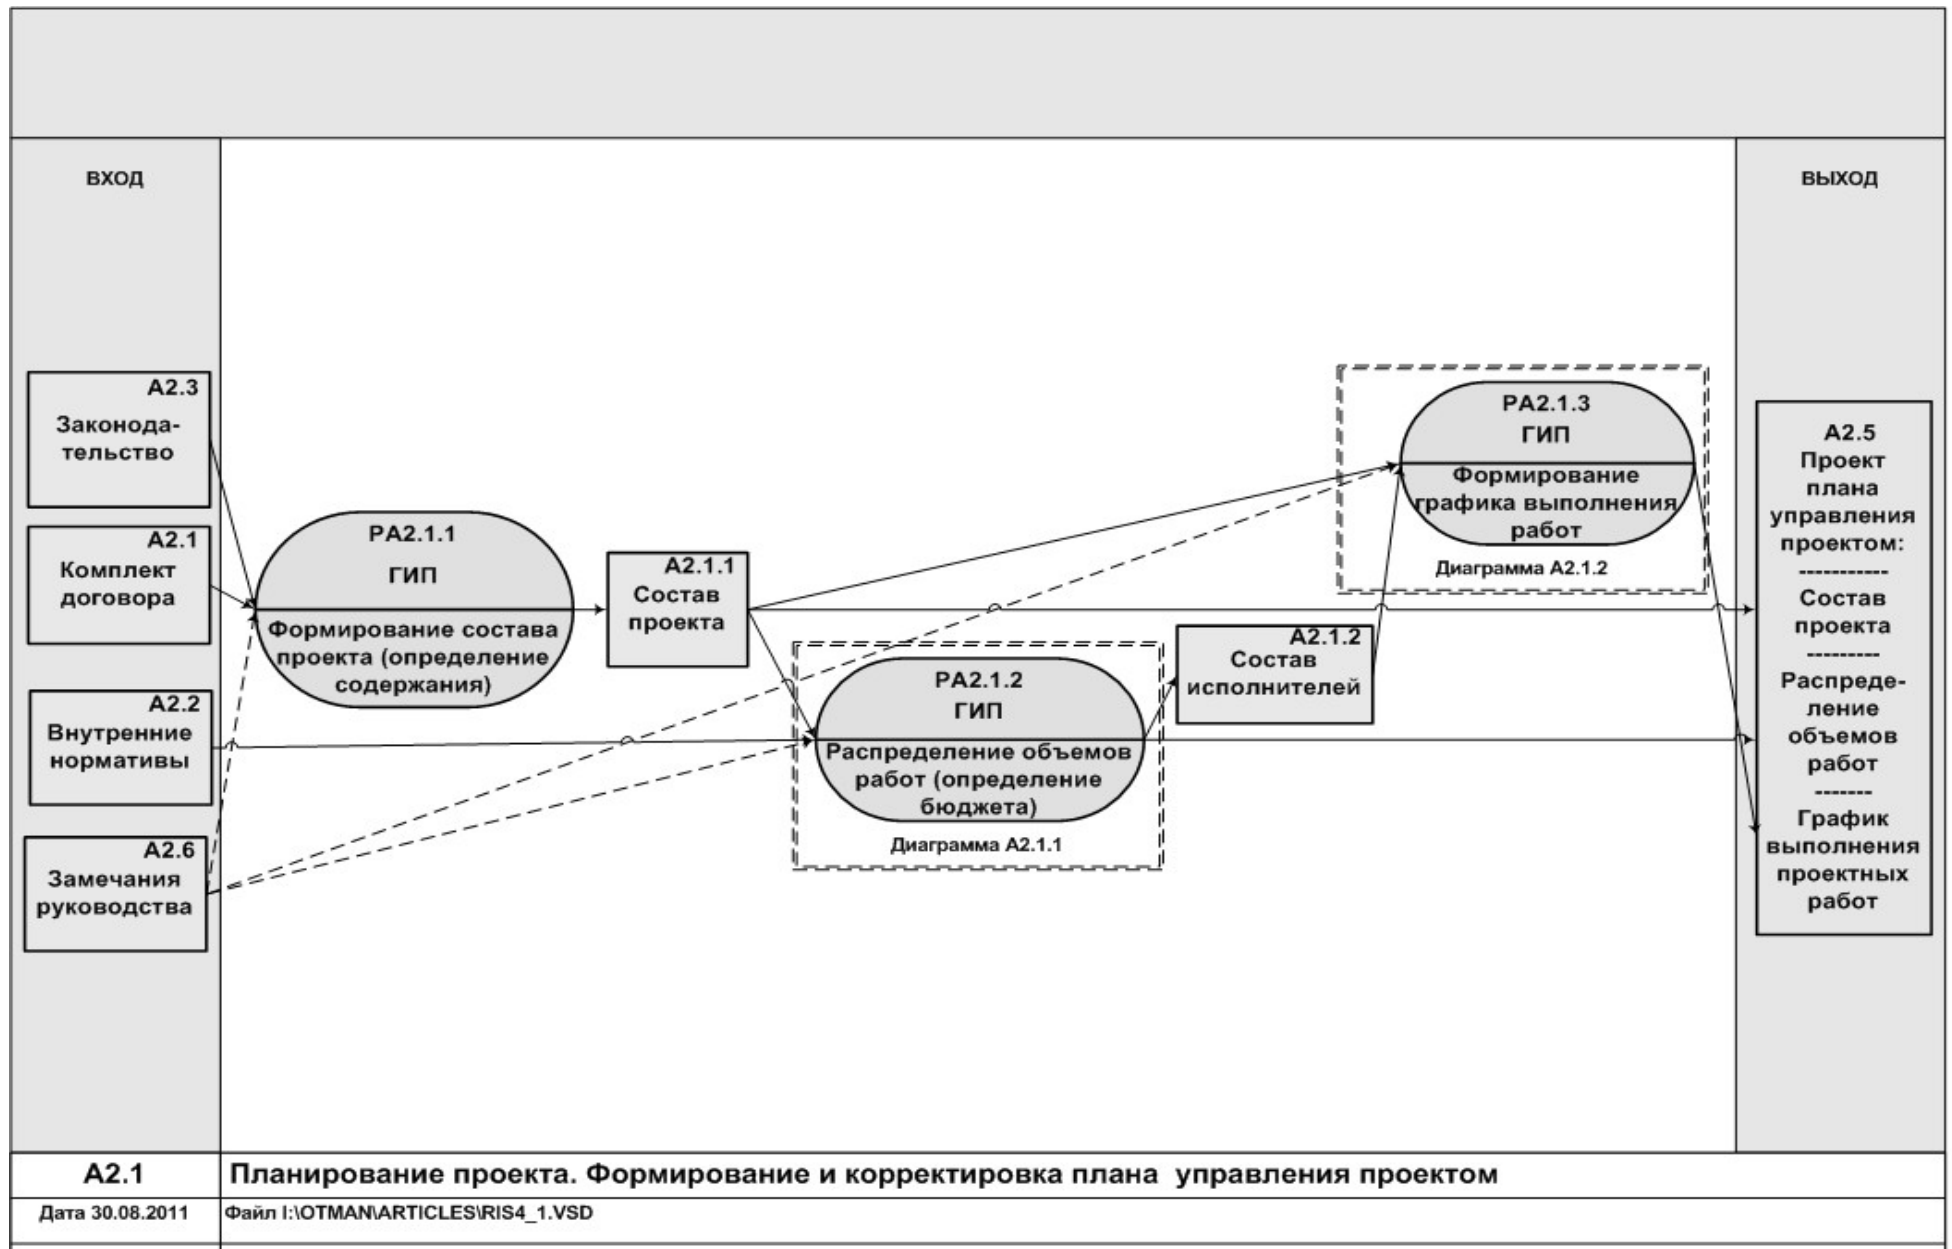 ВХОД
ВЫХОД
А2.3
Законода-
тельство
А2.1
Комплект
договора
А2.2
Внутренние
нормативы
А2.6
Замечания
руководства
РА2.1.1
ГИП
Формирование состава
проекта (определение
содержания)
А2.1.1
Состав
проекта
РА2.1.2
ГИП
Распределение объемов
работ (определение
бюджета)
Диаграмма А2.1.1
А2.1.2
Состав
исполнителей
РА2.1.3
ГИП
Формирование
графика выполнения
работ
Диаграмма А2.1.2
А2.5
Проект
плана
управления
проектом:
-----------
Состав
проекта
---------
Распреде-
ление
объемов
работ
-------
График
выполнения
проектных
работ
А2.1
Планирование проекта. Формирование и корректировка плана управления проектом
Дата 30.08.2011
Файл I:\OTMAN\ARTICLES\RIS4_1.VSD